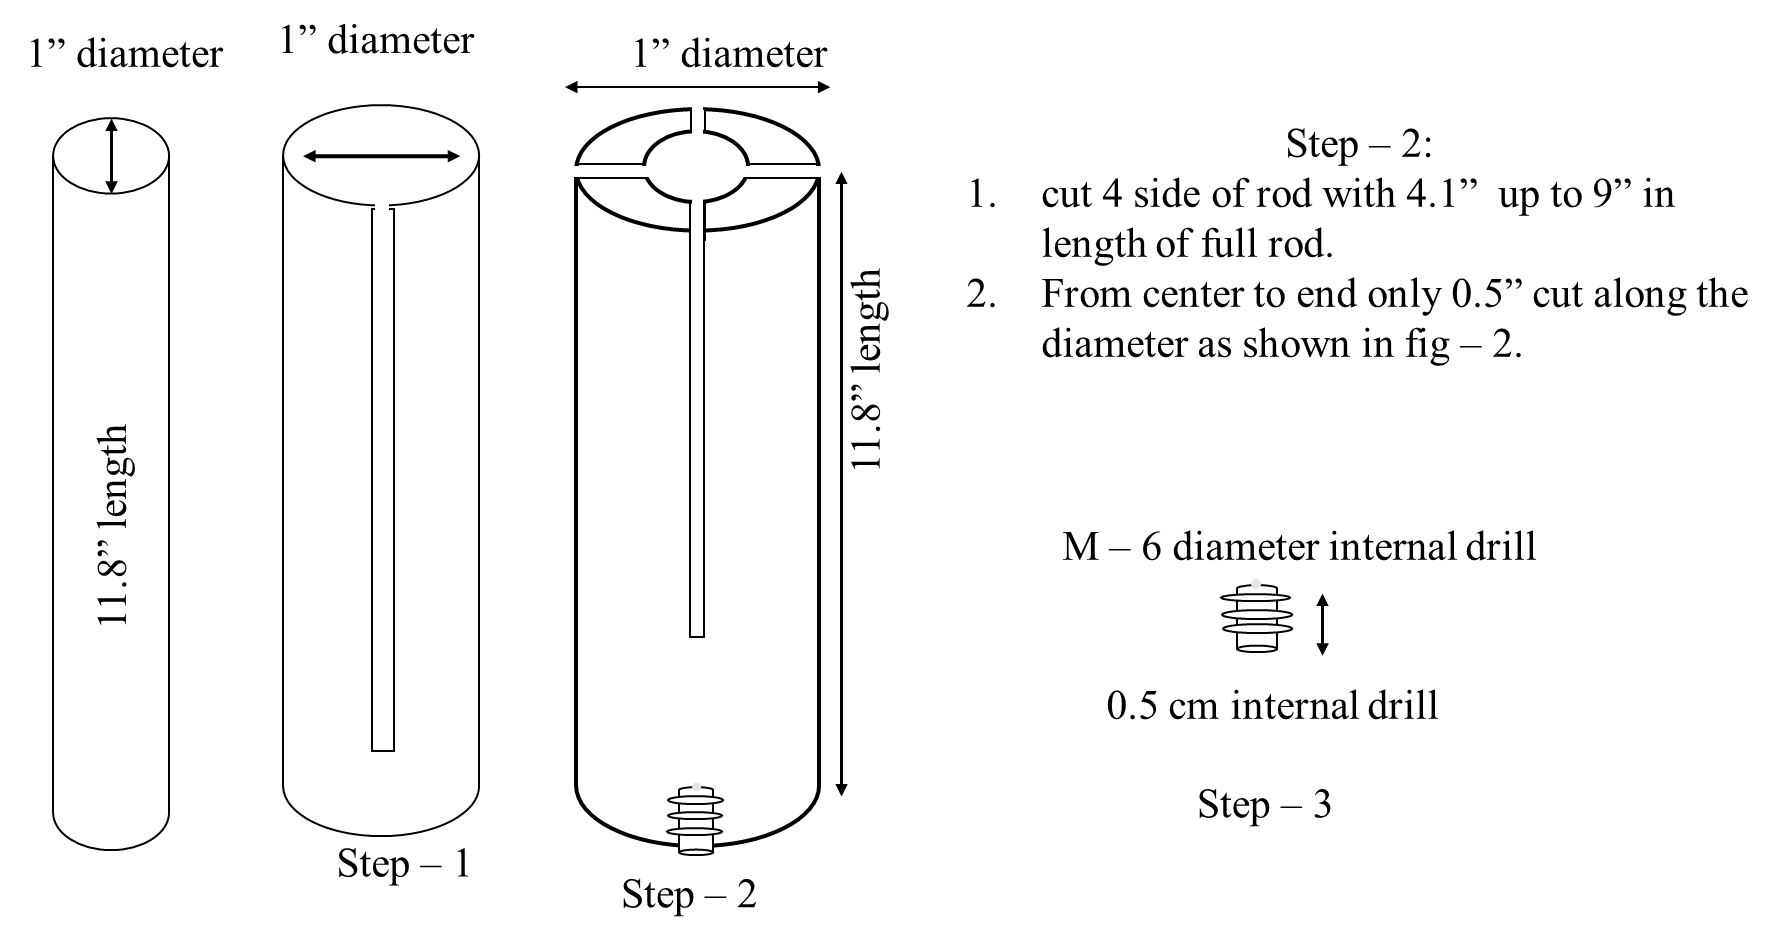 1” diameter
11.8” length
1” diameter
Step – 1
1” diameter
11.8” length
Step – 2
Step – 2:
1. cut 4 side of rod with 4.1” up to 9” in
length of full rod.
2. From center to end only 0.5” cut along the
diameter as shown in fig – 2.
M – 6 diameter internal drill
0.5 cm internal drill
Step – 3